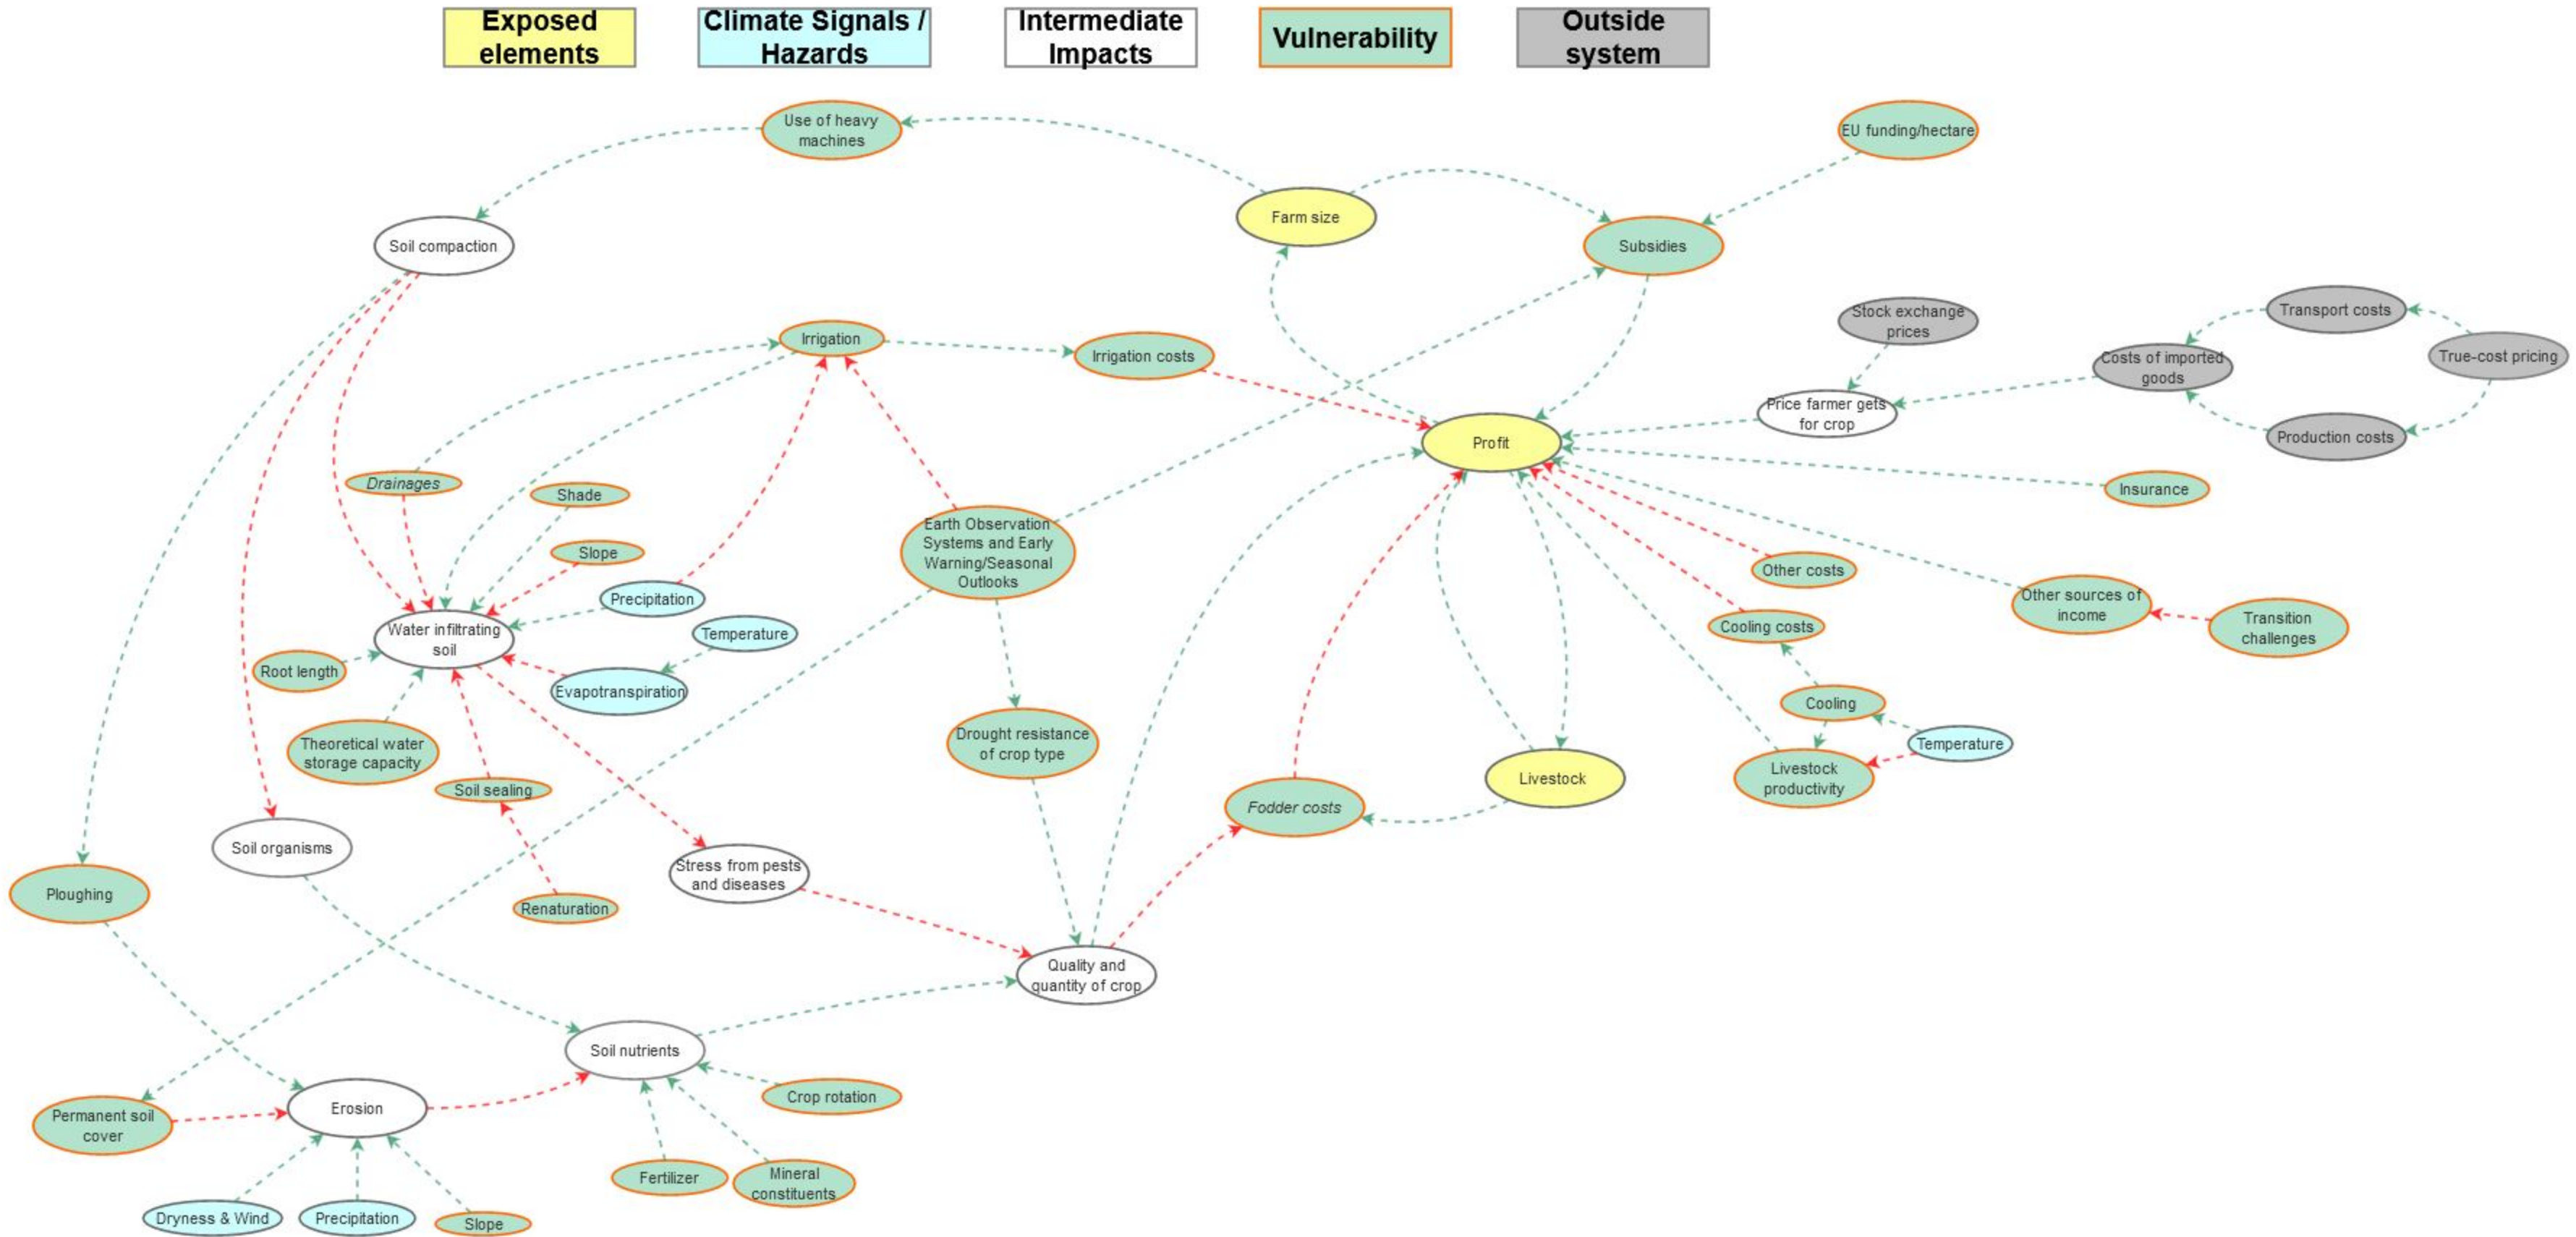 Exposed
elements
Climate Signals /
Hazards
Intermediate
Impacts
Vulnerability
Outside
system
Use of heavy
machines
EU funding/hectare
Farm size
Soil compaction
Subsidies
Stock exchange
prices
Transport costs
Irrigation
Irrigation costs
Costs of imported
goods
True-cost pricing
Price farmer gets
for crop
Profit
Production costs
Drainages
Shade
Insurance
Earth Observation
Systems and Early
Warning/Seasonal
Outlooks
Slope
Other costs
Precipitation
Other sources of
income
Transition
challenges
Water infiltrating
soil
Temperature
Cooling costs
Root length
Evapotranspiration
Cooling
Theoretical water
storage capacity
Drought resistance
of crop type
Temperature
Soil sealing
Livestock
Livestock
productivity
Fodder costs
Soil organisms
Stress from pests
and diseases
Ploughing
Renaturation
Quality and
quantity of crop
Soil nutrients
Crop rotation
Erosion
Permanent soil
cover
Fertilizer
Mineral
constituents
Dryness & Wind
Precipitation
Slope